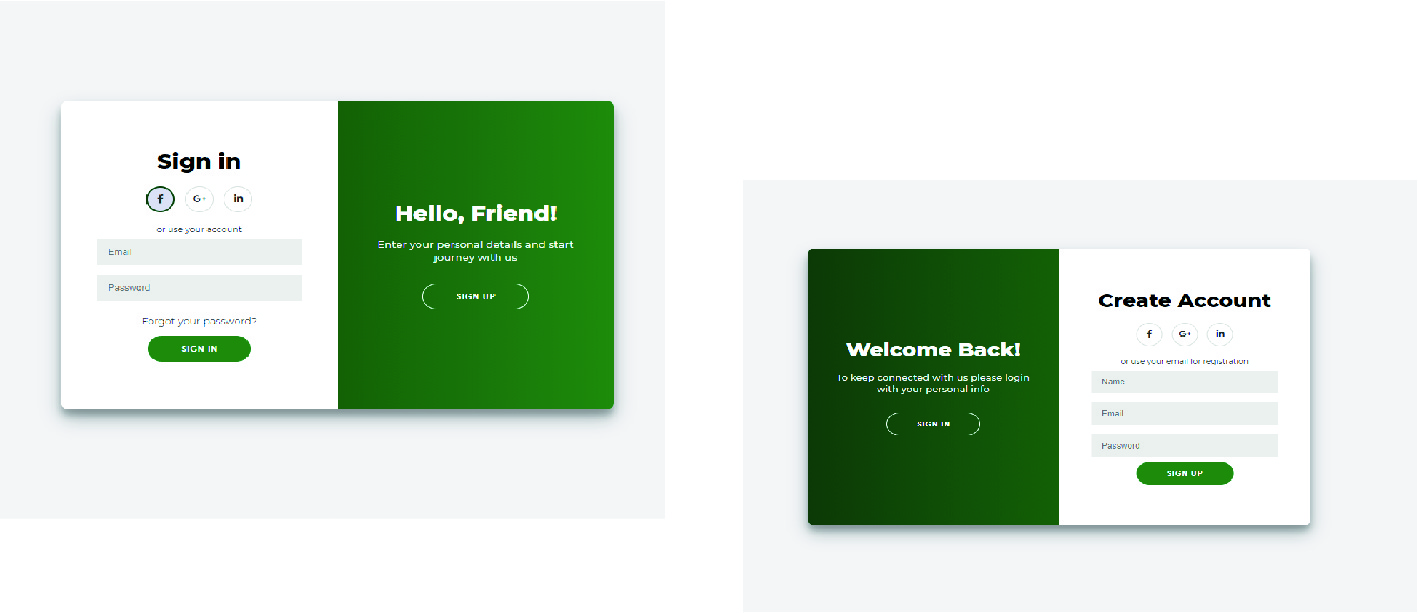 Sign in
f G+ in
or use your account
Email
Password
Forgot your password?
SIGN IN
Hello, Friend!
Enter your personal details and start
journey with us
SIGN UP
Welcome Back!
To keep connected with us please login
with your personal info
SIGN IN
Create Account
f G+ in
or use your email for registration
Name
Email
Password
SIGN UP